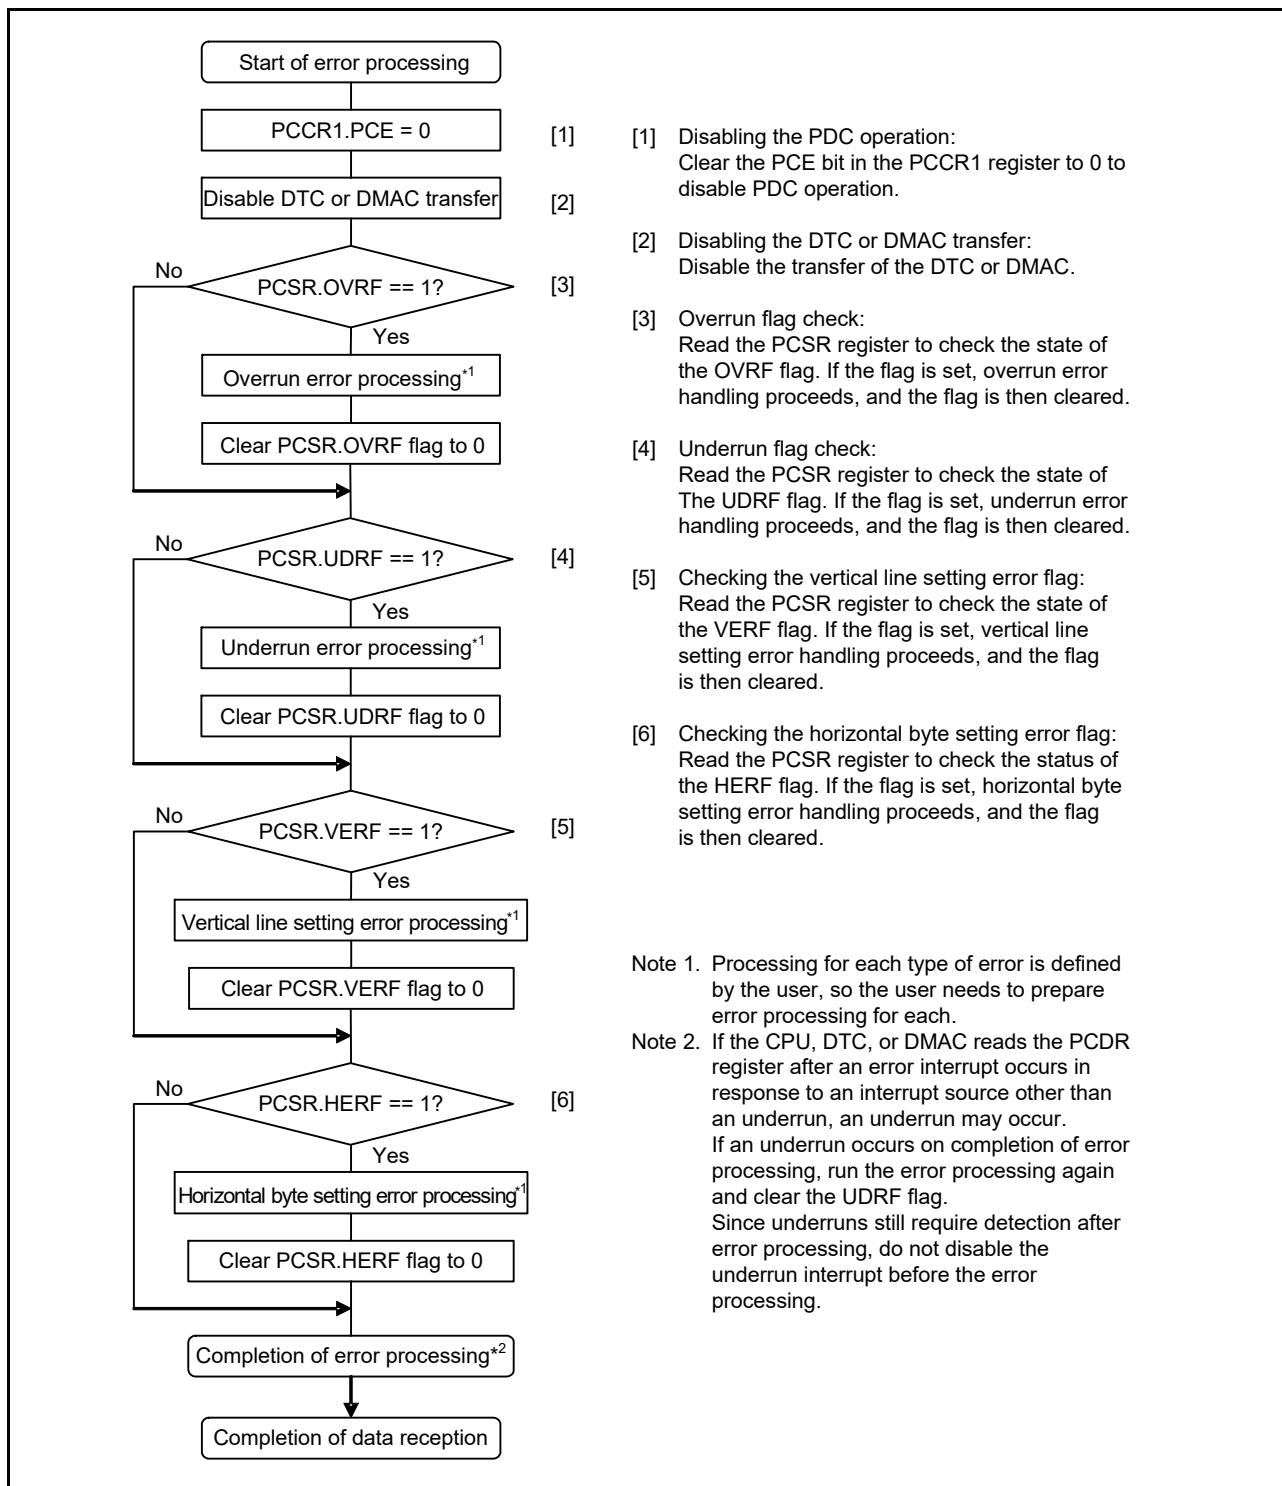 Start of error processing
PCCR1.PCE = 0
[1]
Disable DTC or DMAC transfer
[2]
No
PCSR.OVRF == 1?
[3]
Yes
Overrun error processing*1
Clear PCSR.OVRF flag to 0
No
PCSR.UDRF == 1?
[4]
Yes
Underrun error processing*1
Clear PCSR.UDRF flag to 0
No
PCSR.VERF == 1?
[5]
Yes
Vertical line setting error processing*1
Clear PCSR.VERF flag to 0
No
PCSR.HERF == 1?
[6]
Yes
Horizontal byte setting error processing*1
Clear PCSR.HERF flag to 0
Completion of error processing*2
Completion of data reception
[1] Disabling the PDC operation:
Clear the PCE bit in the PCCR1 register to 0 to
disable PDC operation.
[2] Disabling the DTC or DMAC transfer:
Disable the transfer of the DTC or DMAC.
[3] Overrun flag check:
Read the PCSR register to check the state of
the OVRF flag. If the flag is set, overrun error
handling proceeds, and the flag is then cleared.
[4] Underrun flag check:
Read the PCSR register to check the state of
The UDRF flag. If the flag is set, underrun error
handling proceeds, and the flag is then cleared.
[5] Checking the vertical line setting error flag:
Read the PCSR register to check the state of
the VERF flag. If the flag is set, vertical line
setting error handling proceeds, and the flag
is then cleared.
[6] Checking the horizontal byte setting error flag:
Read the PCSR register to check the status of
the HERF flag. If the flag is set, horizontal byte
setting error handling proceeds, and the flag
is then cleared.
Note 1. Processing for each type of error is defined
by the user, so the user needs to prepare
error processing for each.
Note 2. If the CPU, DTC, or DMAC reads the PCDR
register after an error interrupt occurs in
response to an interrupt source other than
an underrun, an underrun may occur.
If an underrun occurs on completion of error
processing, run the error processing again
and clear the UDRF flag.
Since underruns still require detection after
error processing, do not disable the
underrun interrupt before the error
processing.